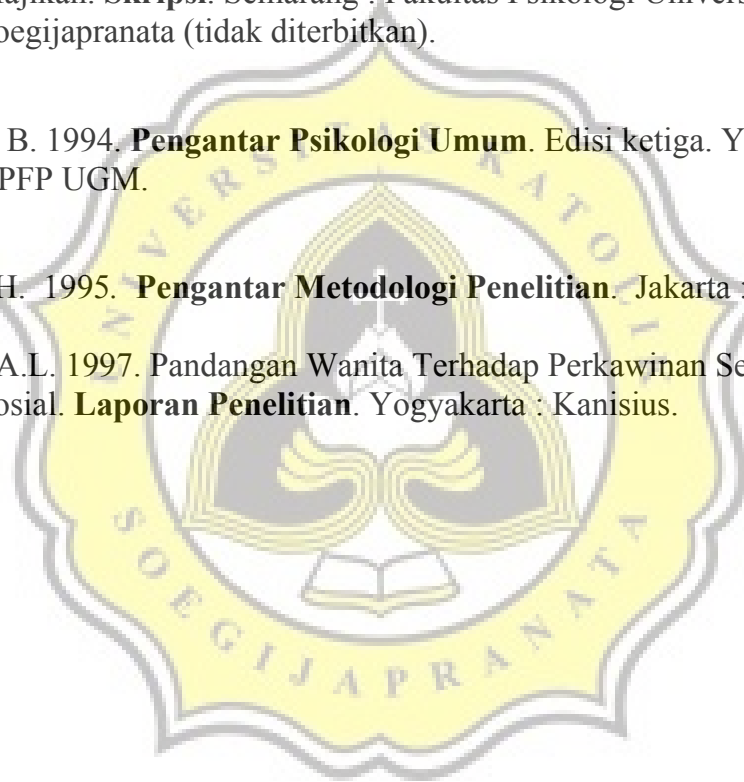 ajikan. Skripsi. Semarang : Fakultas Psikologi Univers
oegijapranata (tidak diterbitkan).
B. 1994. Pengantar Psikologi Umum. Edisi ketiga. Y
PFP UGM.
H. 1995. Pengantar Metodologi Penelitian. Jakarta :
A.L. 1997. Pandangan Wanita Terhadap Perkawinan Se
osial. Laporan Penelitian. Yogyakarta : Kanisius.
UNIVERSITAS KATOLIK
SOEGIJAPRANATA